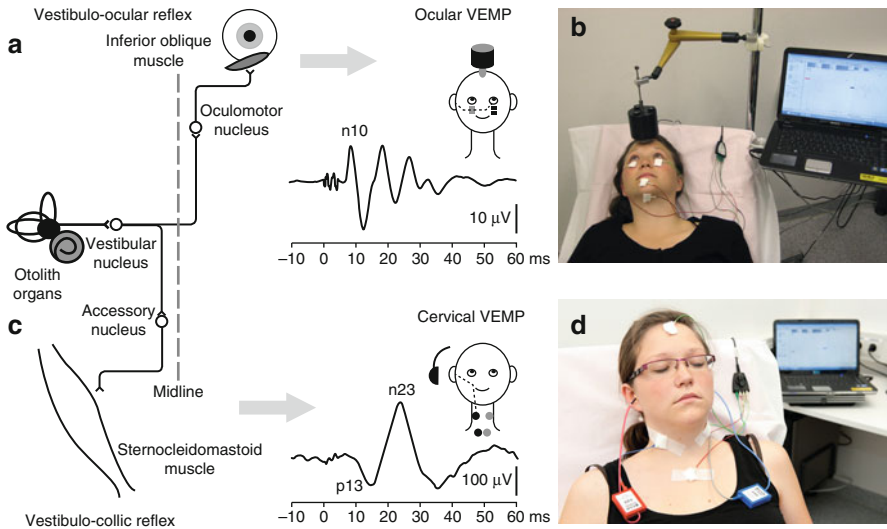 Vestibulo-ocular reflex
a
Inferior oblique
muscle
Oculomotor
nucleus
Vestibular
nucleus
Otolith
organs
Ocular VEMP
n10
10 μV
–10 0 10 20 30 40 50 60 ms
b
c
Accessory
nucleus
Midline
Sternocleidomastoid
muscle
Vestibulo-collic reflex
Cervical VEMP
n23
p13
100 μV
–10 0 10 20 30 40 50 60 ms
d